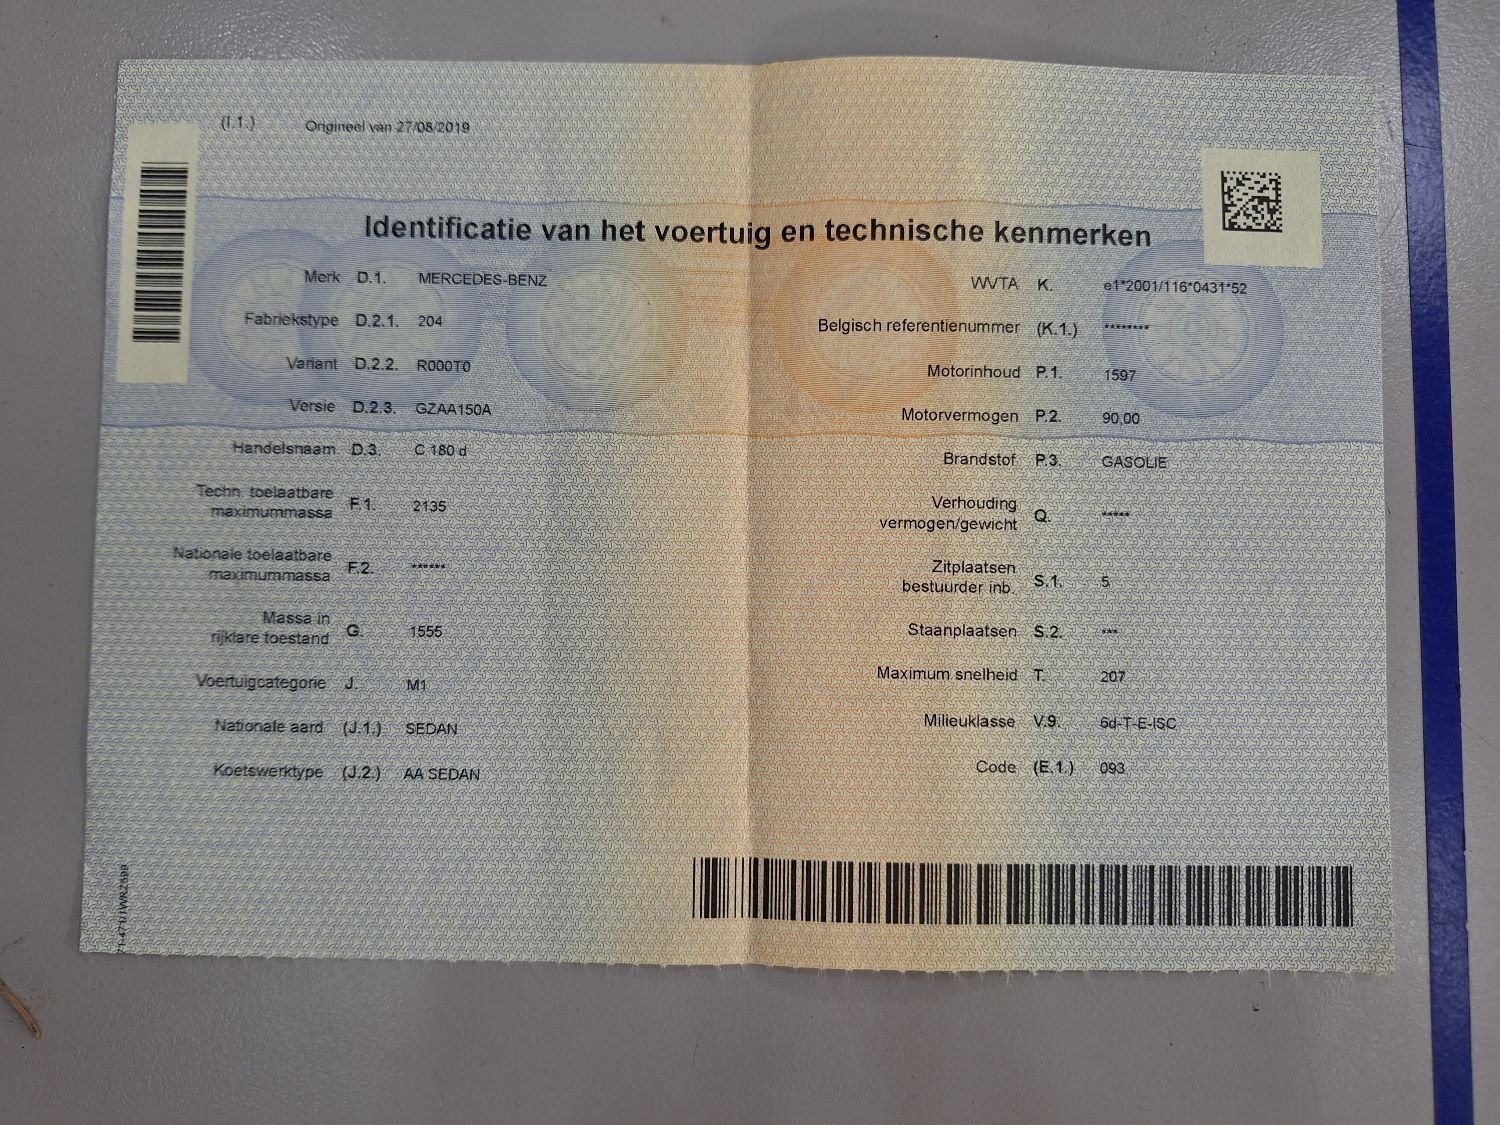 (I.1.) Origineel van 27/08/2019
Identificatie van het voertuig en technische kenmerken
Merk D.1. MERCEDES-BENZ
Fabriekstype D.2.1. 204
Variant D.2.2. R000T0
Versie D.2.3. GZAA150A
Handelsnaam D.3. C 180 d
Techn. toelaatbare
maximummassa F.1. 2135
Nationale toelaatbare
maximummassa F.2. ******
Massa in
rijklare toestand G. 1555
Voertuigcategorie J. M1
Nationale aard (J.1.) SEDAN
Koetswerktype (J.2.) AA SEDAN
WVTA K. e1*2001/116*0431*52
Belgisch referentienummer (K.1.) ********
Motorinhoud P.1. 1597
Motorvermogen P.2. 90,00
Brandstof P.3. GASOLIE
Verhouding
vermogen/gewicht Q. *****
Zitplaatsen
bestuurder inb. S.1. 5
Staanplaatsen S.2. ***
Maximum snelheid T. 207
Milieuklasse V.9. 6d-T-E-ISC
Code (E.1.) 093